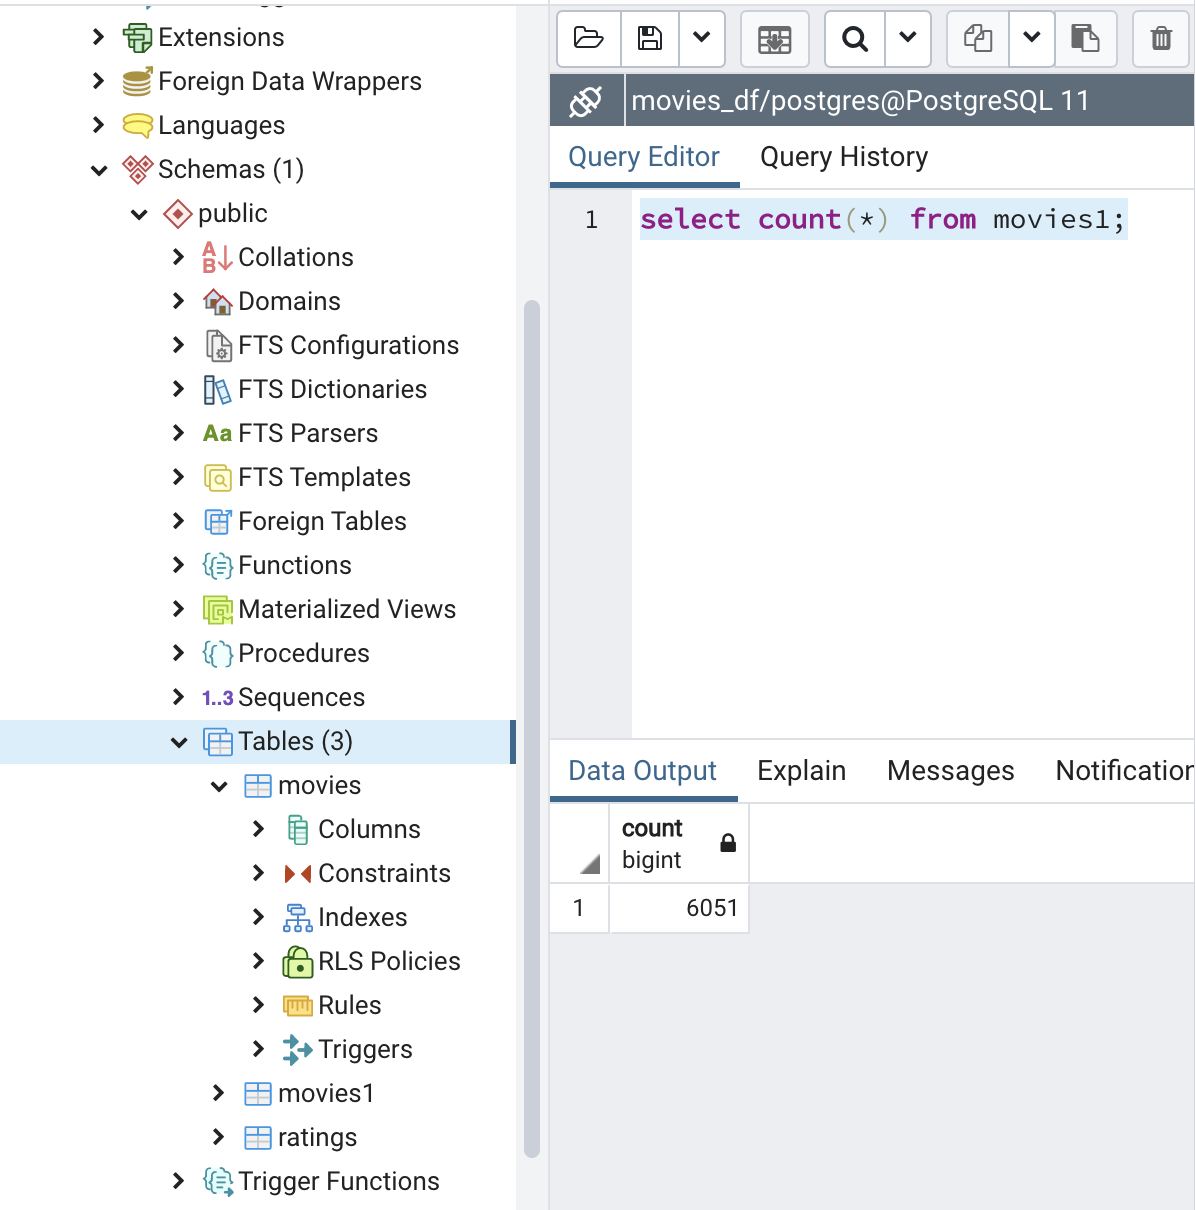 Extensions
Foreign Data Wrappers
Languages
Schemas (1)
public
Collations
Domains
FTS Configurations
FTS Dictionaries
Aa FTS Parsers
FTS Templates
Foreign Tables
Functions
Materialized Views
Procedures
1..3 Sequences
Tables (3)
movies
Columns
Constraints
Indexes
RLS Policies
Rules
Triggers
movies1
ratings
Trigger Functions
movies_df/postgres@PostgreSQL 11
Query Editor Query History
1 select count(*) from movies1;
Data Output Explain Messages Notification
count
bigint
1 6051